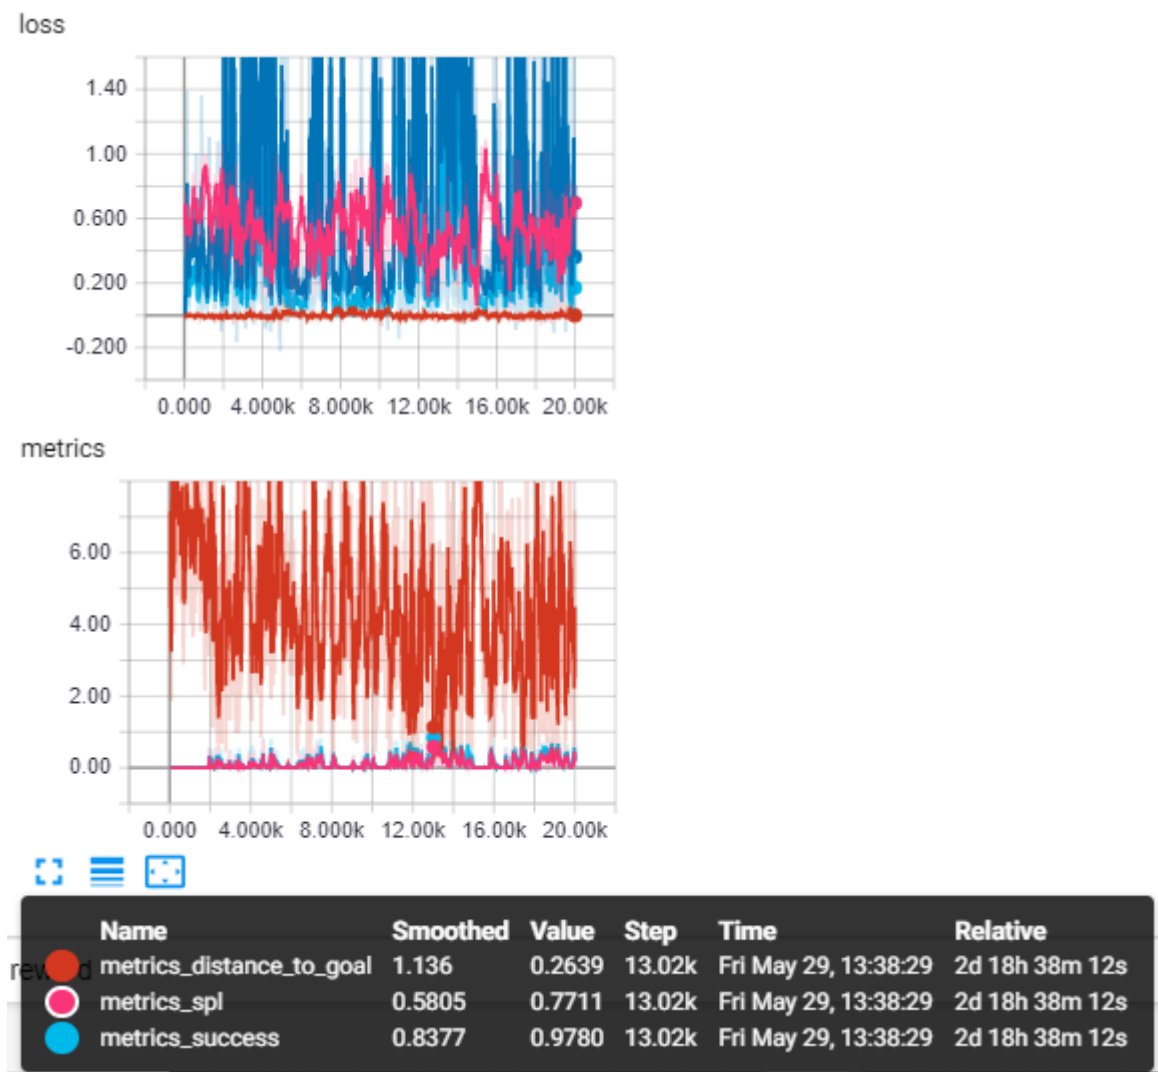 loss
1.40
1.00
0.600
0.200
-0.200
0.000 4.000k 8.000k 12.00k 16.00k 20.00k
metrics
6.00
4.00
2.00
0.00
0.000 4.000k 8.000k 12.00k 16.00k 20.00k
Name Smoothed Value Step Time Relative
metrics_distance_to_goal 1.136 0.2639 13.02k Fri May 29, 13:38:29 2d 18h 38m 12s
metrics_spl 0.5805 0.7711 13.02k Fri May 29, 13:38:29 2d 18h 38m 12s
metrics_success 0.8377 0.9780 13.02k Fri May 29, 13:38:29 2d 18h 38m 12s